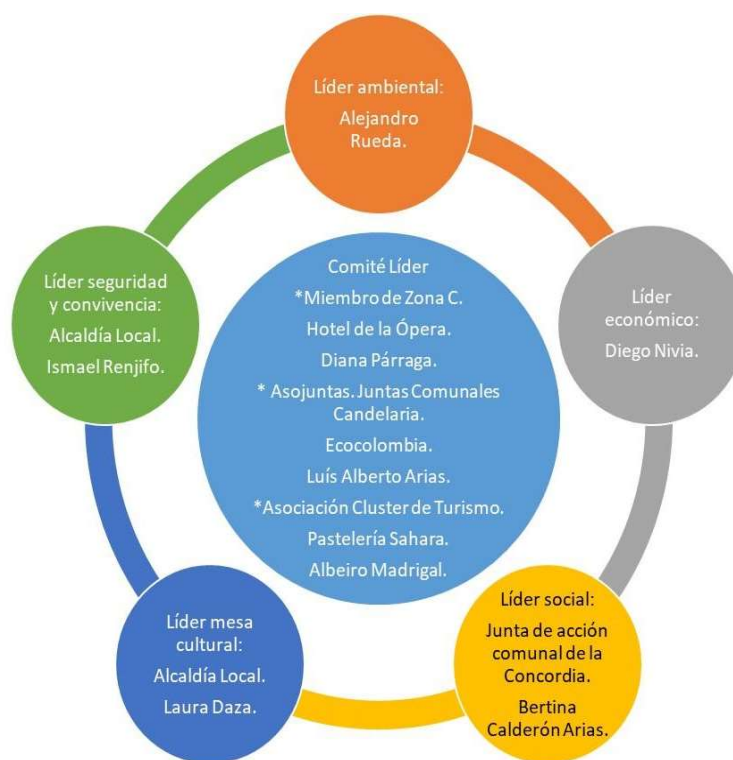 Líder ambiental:
Alejandro
Rueda.
Líder seguridad
y convivencia:
Alcaldía Local.
Ismael Renjifo.
Comité Líder
*Miembro de Zona C.
Hotel de la Ópera.
Diana Párraga.
* Asojuntas. Juntas Comunales
Candelaria.
Ecocolombia.
Luís Alberto Arias.
*Asociación Cluster de Turismo.
Pastelería Sahara.
Albeiro Madrigal.
Líder
económico:
Diego Nivia.
Líder mesa
cultural:
Alcaldía Local.
Laura Daza.
Líder social:
Junta de acción
comunal de la
Concordia.
Bertina
Calderón Arias.